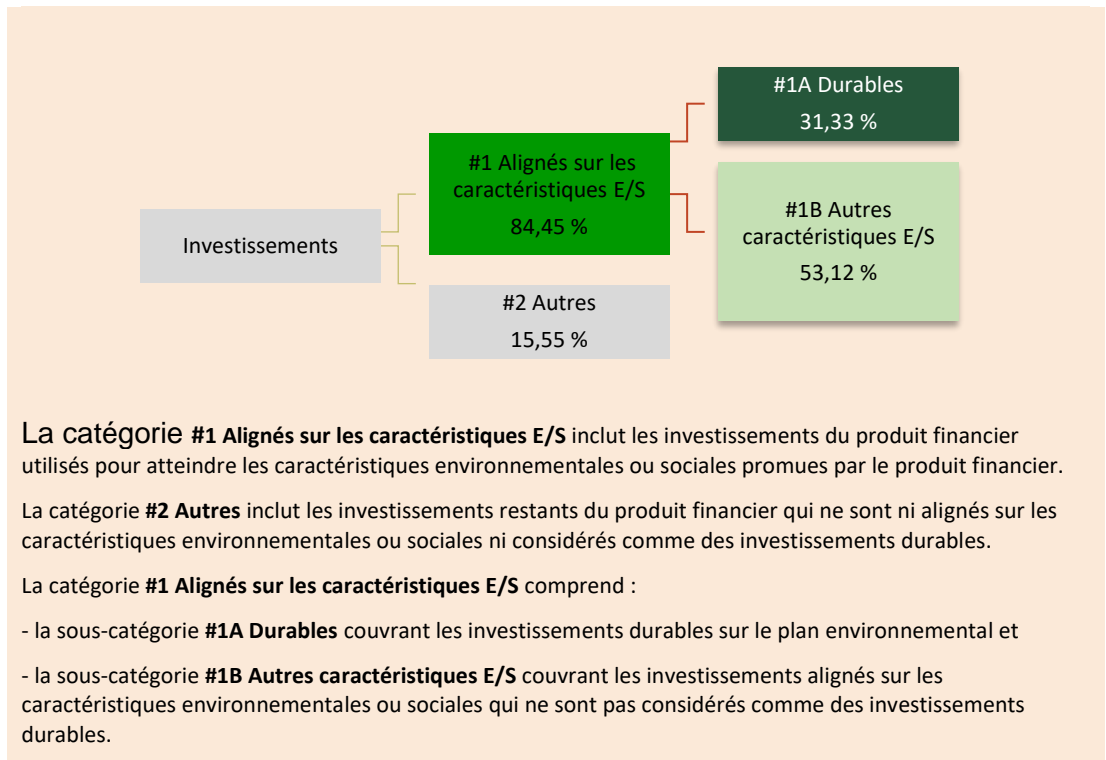 #1A Durables
31,33 %
#1 Alignés sur les
caractéristiques E/S
84,45 %
#1B Autres
caractéristiques E/S
53,12 %
Investissements
#2 Autres
15,55 %
La catégorie #1 Alignés sur les caractéristiques E/S inclut les investissements du produit financier
utilisés pour atteindre les caractéristiques environnementales ou sociales promues par le produit financier.
La catégorie #2 Autres inclut les investissements restants du produit financier qui ne sont ni alignés sur les
caractéristiques environnementales ou sociales ni considérés comme des investissements durables.
La catégorie #1 Alignés sur les caractéristiques E/S comprend :
- la sous-catégorie #1A Durables couvrant les investissements durables sur le plan environnemental et
- la sous-catégorie #1B Autres caractéristiques E/S couvrant les investissements alignés sur les
caractéristiques environnementales ou sociales qui ne sont pas considérés comme des investissements
durables.